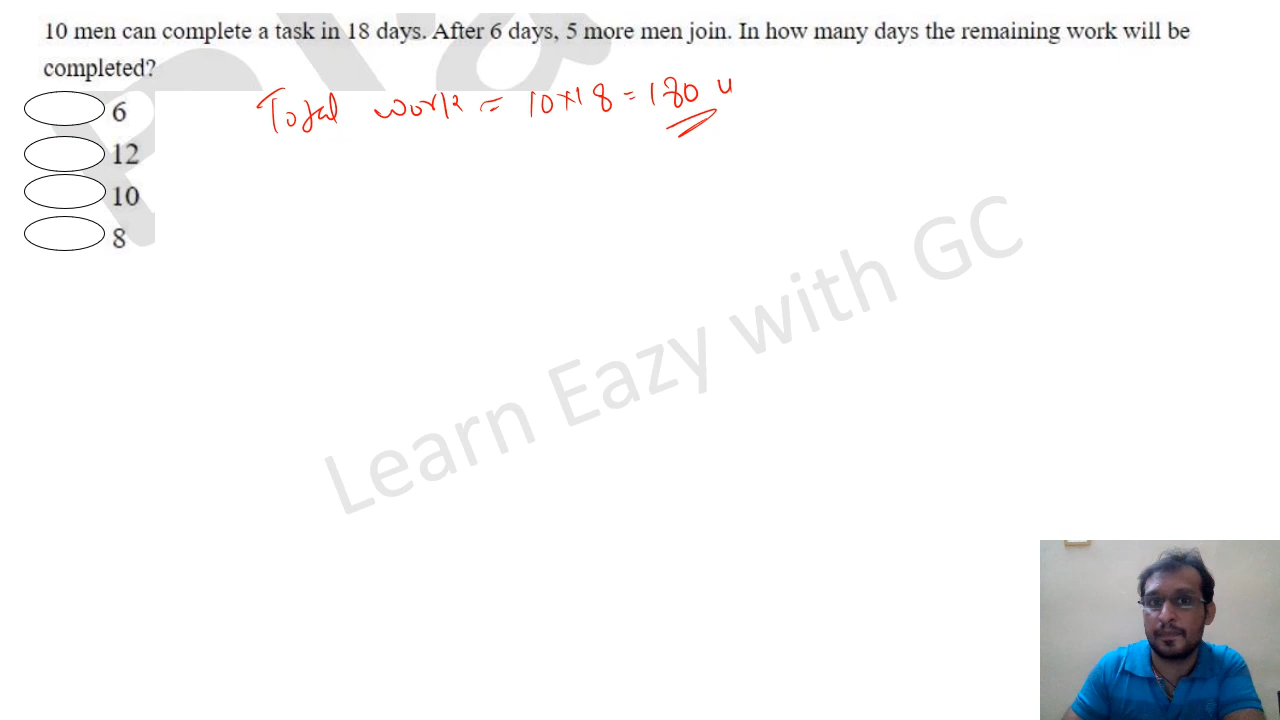 10 men can complete a task in 18 days. After 6 days, 5 more men join. In how many days the remaining work will be
completed?
Total work = 10×18 = 180 u
6
12
10
8
Learn Eazy with GC